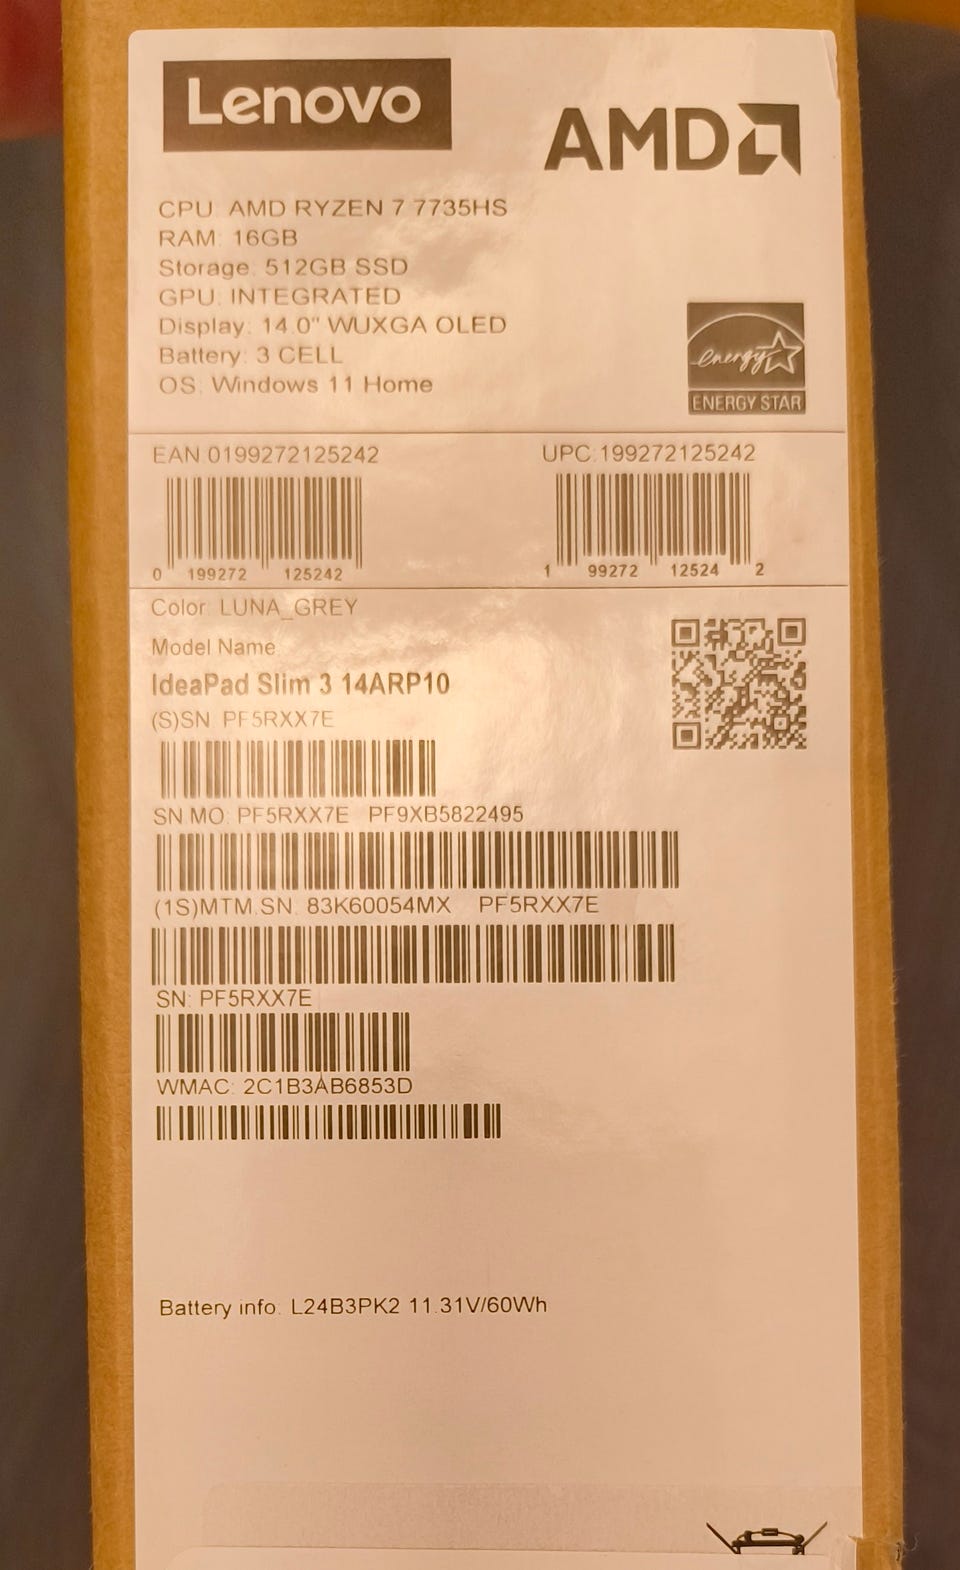 Lenovo
AMD
CPU: AMD RYZEN 7 7735HS
RAM: 16GB
Storage: 512GB SSD
GPU: INTEGRATED
Display: 14.0" WUXGA OLED
Battery: 3 CELL
OS: Windows 11 Home
energy
ENERGY STAR
EAN:0199272125242
UPC:199272125242
0 199272 125242
1 99272 12524 2
Color: LUNA_GREY
Model Name
IdeaPad Slim 3 14ARP10
(S)SN: PF5RXX7E
SN MO: PF5RXX7E PF9XB5822495
(1S)MTM.SN: 83K60054MX PF5RXX7E
SN: PF5RXX7E
WMAC: 2C1B3AB6853D
Battery info: L24B3PK2 11.31V/60Wh